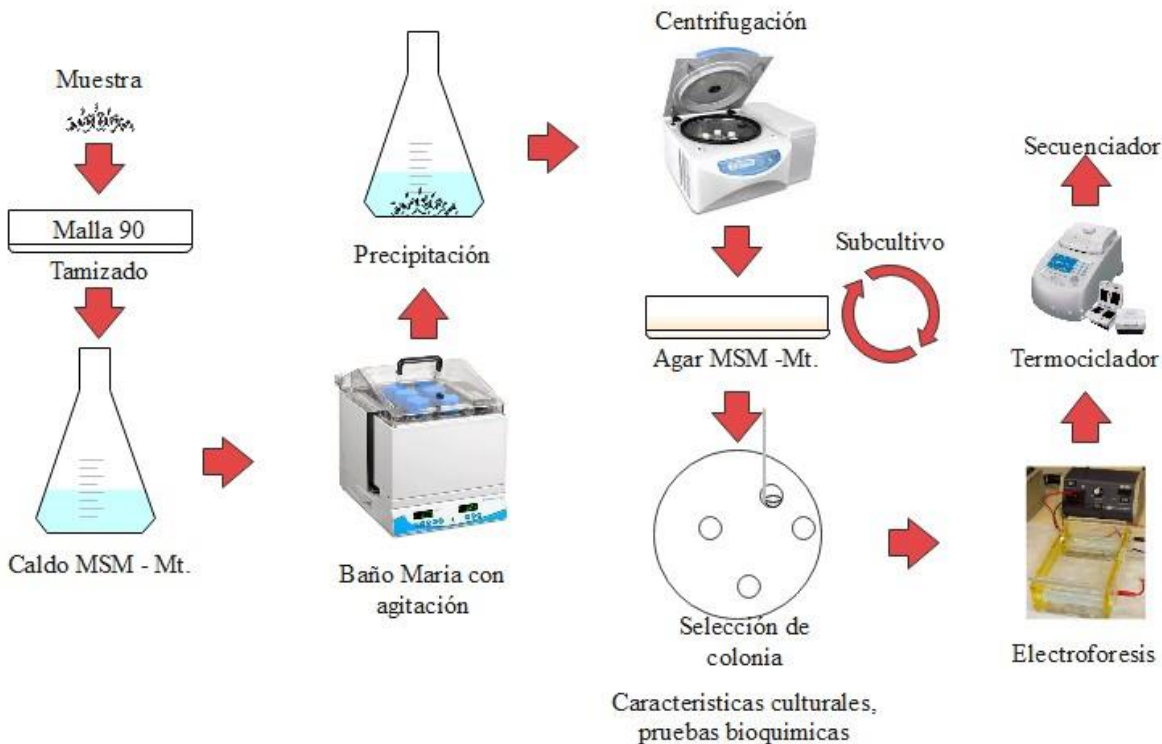 Muestra
Malla 90
Tamizado
Caldo MSM - Mt.
Baño Maria con
agitación
Precipitación
Centrifugación
Subcultivo
Agar MSM -Mt.
Selección de
colonia
Caracteristicas culturales,
pruebas bioquimicas
Electroforesis
Termociclador
Secuenciador